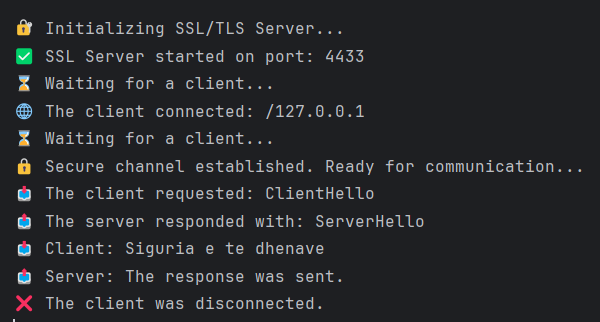 🔐 Initializing SSL/TLS Server...
✅ SSL Server started on port: 4433
⏳ Waiting for a client...
🌐 The client connected: /127.0.0.1
⏳ Waiting for a client...
🔒 Secure channel established. Ready for communication...
📥 The client requested: ClientHello
📤 The server responded with: ServerHello
📥 Client: Siguria e te dhenave
📤 Server: The response was sent.
❌ The client was disconnected.